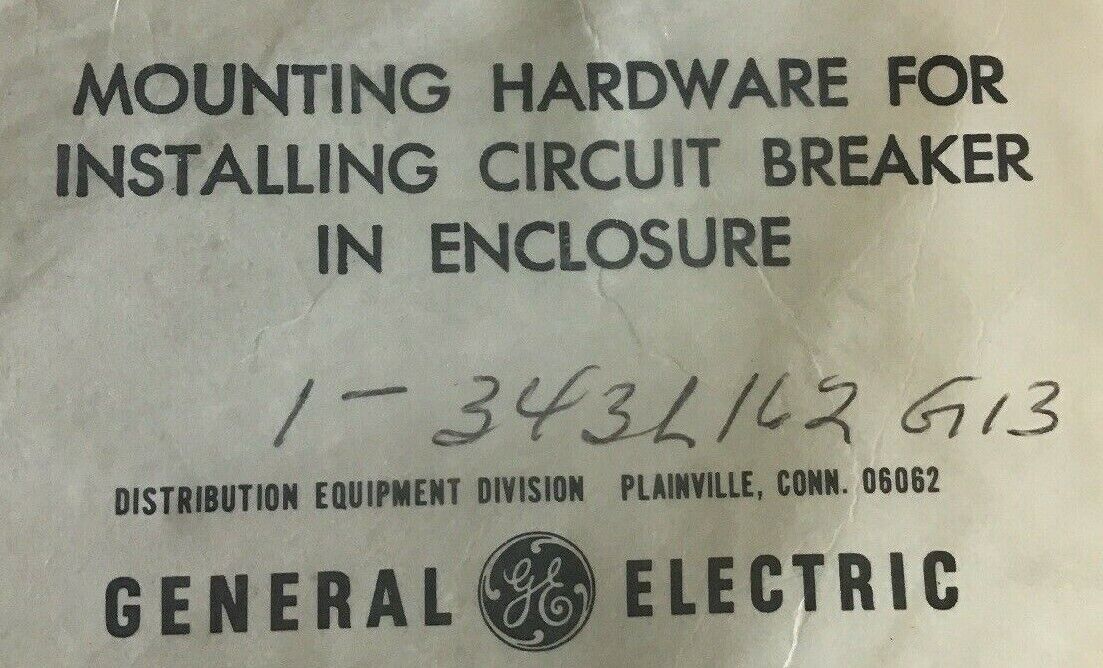 MOUNTING HARDWARE FOR
INSTALLING CIRCUIT BREAKER
IN ENCLOSURE
1 - 343L162 G13
DISTRIBUTION EQUIPMENT DIVISION PLAINVILLE, CONN. 06062
GENERAL GE ELECTRIC